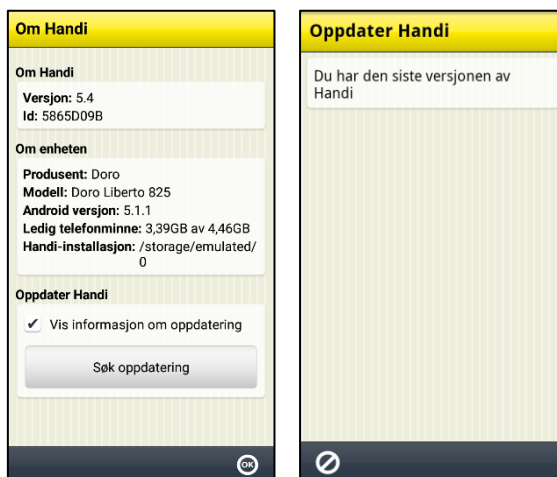 Om Handi
Om Handi
Versjon: 5.4
Id: 5865D09B
Om enheten
Produsent: Doro
Modell: Doro Liberto 825
Android versjon: 5.1.1
Ledig telefonminne: 3,39GB av 4,46GB
Handi-installasjon: /storage/emulated/
0
Oppdater Handi
✔ Vis informasjon om oppdatering
Søk oppdatering
OK
Oppdater Handi
Du har den siste versjonen av
Handi